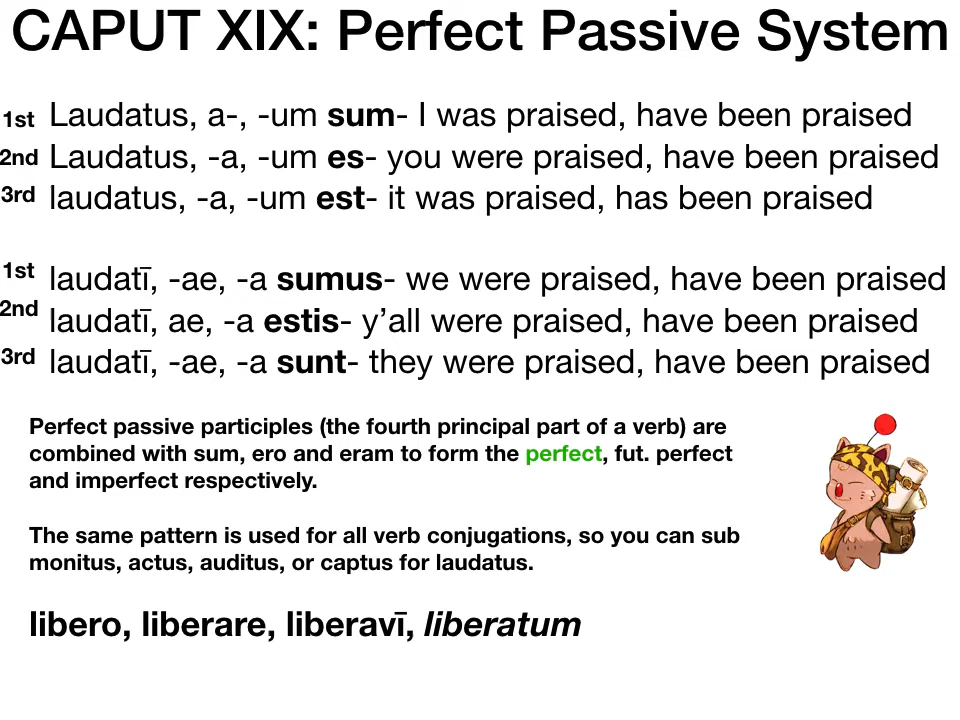 CAPUT XIX: Perfect Passive System
1st Laudatus, a-, -um sum- I was praised, have been praised
2nd Laudatus, -a, -um es- you were praised, have been praised
3rd laudatus, -a, -um est- it was praised, has been praised
1st laudatī, -ae, -a sumus- we were praised, have been praised
2nd laudatī, ae, -a estis- y’all were praised, have been praised
3rd laudatī, -ae, -a sunt- they were praised, have been praised
Perfect passive participles (the fourth principal part of a verb) are
combined with sum, ero and eram to form the perfect, fut. perfect
and imperfect respectively.
The same pattern is used for all verb conjugations, so you can sub
monitus, actus, auditus, or captus for laudatus.
libero, liberare, liberavī, liberatum